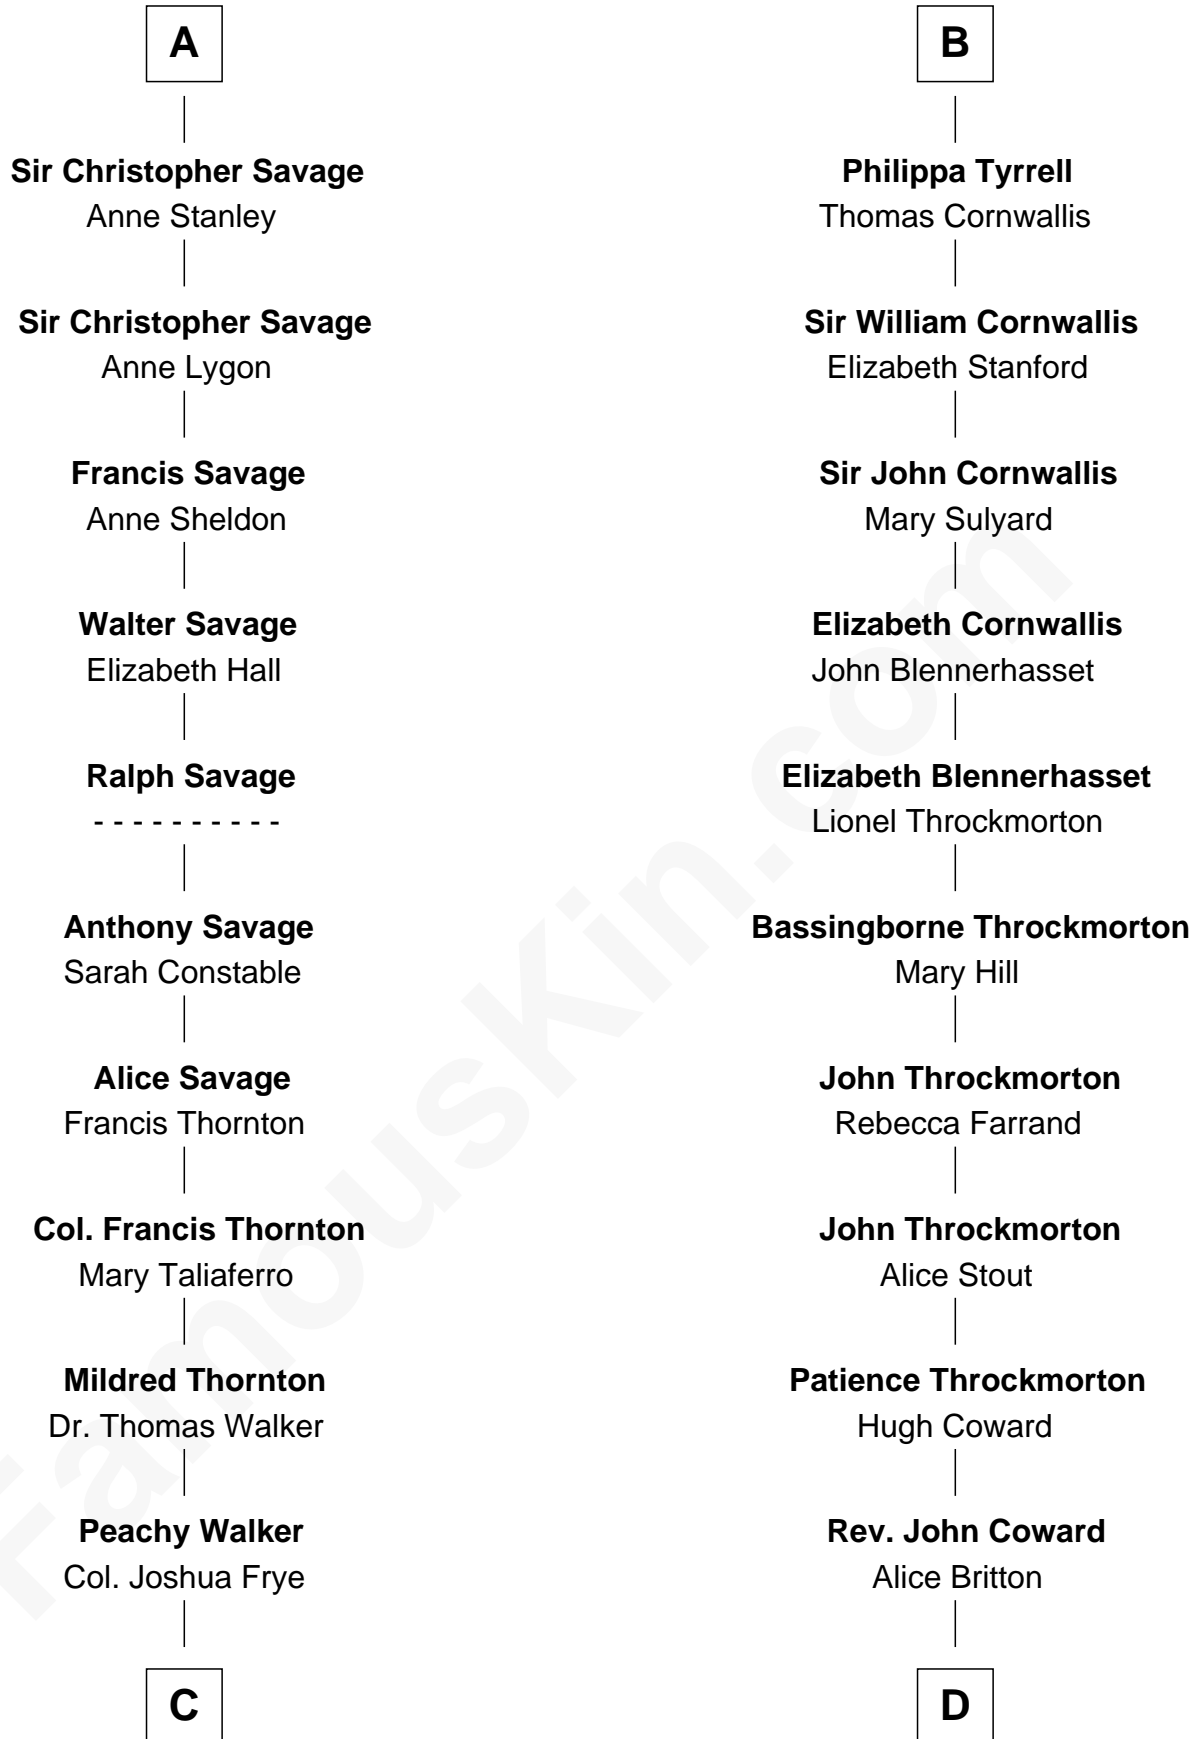 A
Sir Christopher Savage
Anne Stanley
Sir Christopher Savage
Anne Lygon
Francis Savage
Anne Sheldon
Walter Savage
Elizabeth Hall
Ralph Savage
- - - - - - - - - -
Anthony Savage
Sarah Constable
Alice Savage
Francis Thornton
Col. Francis Thornton
Mary Taliaferro
Mildred Thornton
Dr. Thomas Walker
Peachy Walker
Col. Joshua Frye
C
B
Philippa Tyrrell
Thomas Cornwallis
Sir William Cornwallis
Elizabeth Stanford
Sir John Cornwallis
Mary Sulyard
Elizabeth Cornwallis
John Blennerhasset
Elizabeth Blennerhasset
Lionel Throckmorton
Bassingborne Throckmorton
Mary Hill
John Throckmorton
Rebecca Farrand
John Throckmorton
Alice Stout
Patience Throckmorton
Hugh Coward
Rev. John Coward
Alice Britton
D
FamousKin.com